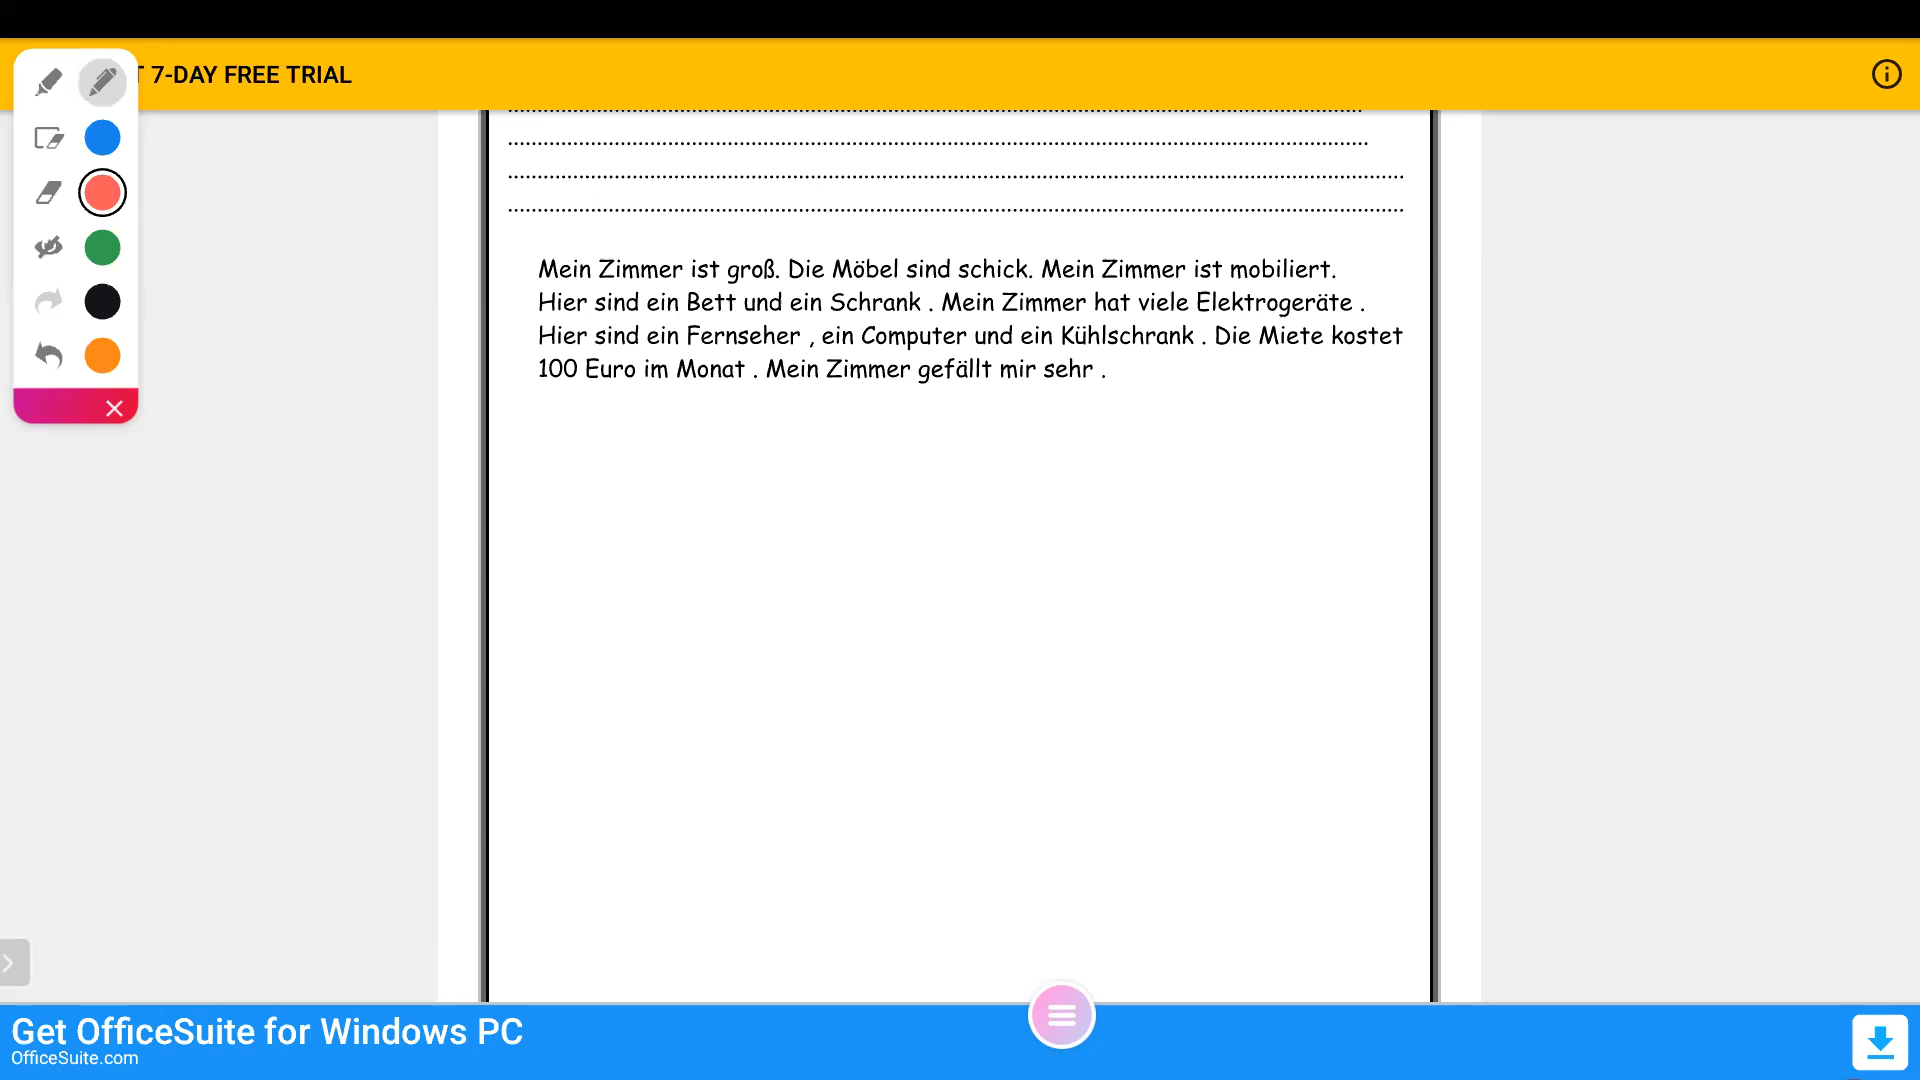 T 7-DAY FREE TRIAL
Mein Zimmer ist groß. Die Möbel sind schick. Mein Zimmer ist mobiliert.
Hier sind ein Bett und ein Schrank . Mein Zimmer hat viele Elektrogeräte .
Hier sind ein Fernseher , ein Computer und ein Kühlschrank . Die Miete kostet
100 Euro im Monat . Mein Zimmer gefällt mir sehr .
Get OfficeSuite for Windows PC
OfficeSuite.com